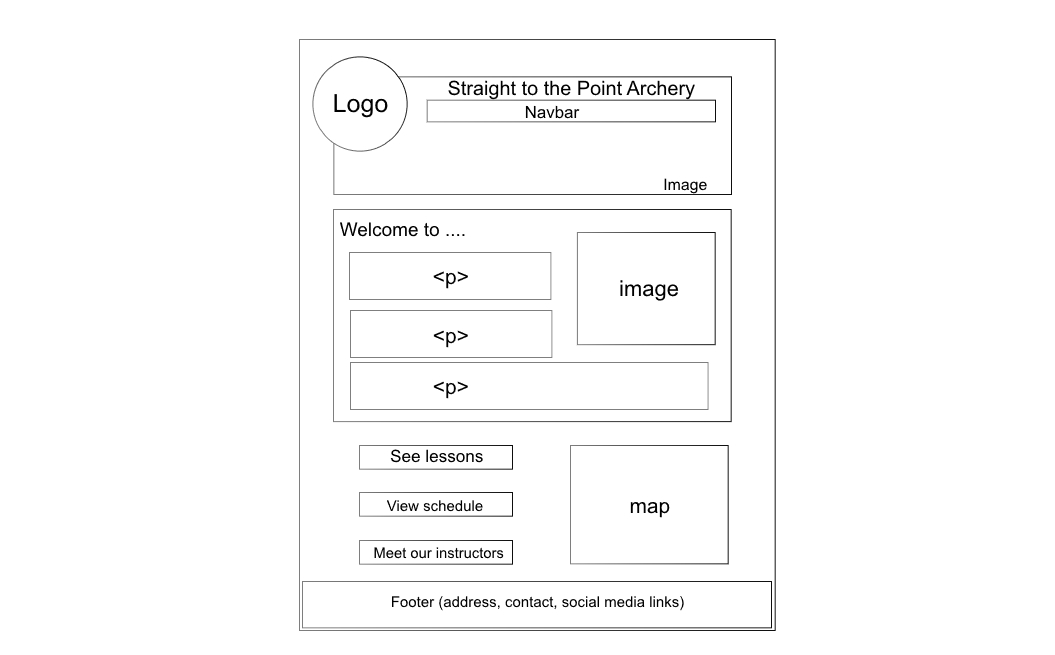 Logo
Straight to the Point Archery
Navbar
Image
Welcome to ....
<p>
image
<p>
<p>
See lessons
View schedule
Meet our instructors
map
Footer (address, contact, social media links)